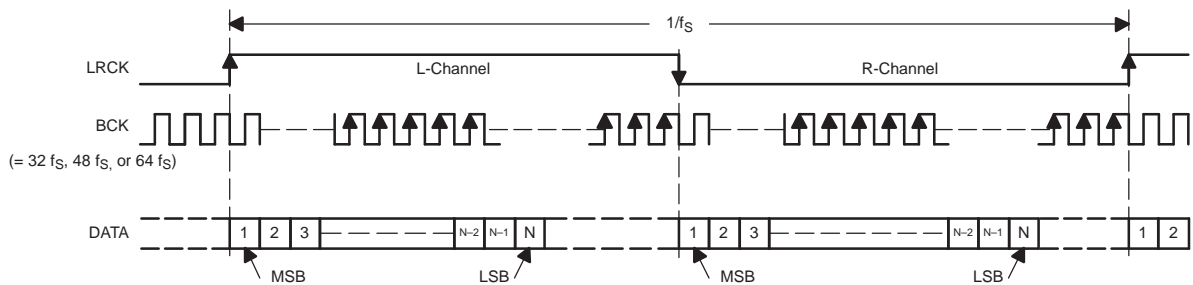 1/fS
LRCK
L-Channel
R-Channel
BCK
(= 32 fS, 48 fS, or 64 fS)
DATA
1 2 3 N–2 N–1 N 1 2 3 N–2 N–1 N 1 2
MSB LSB MSB LSB